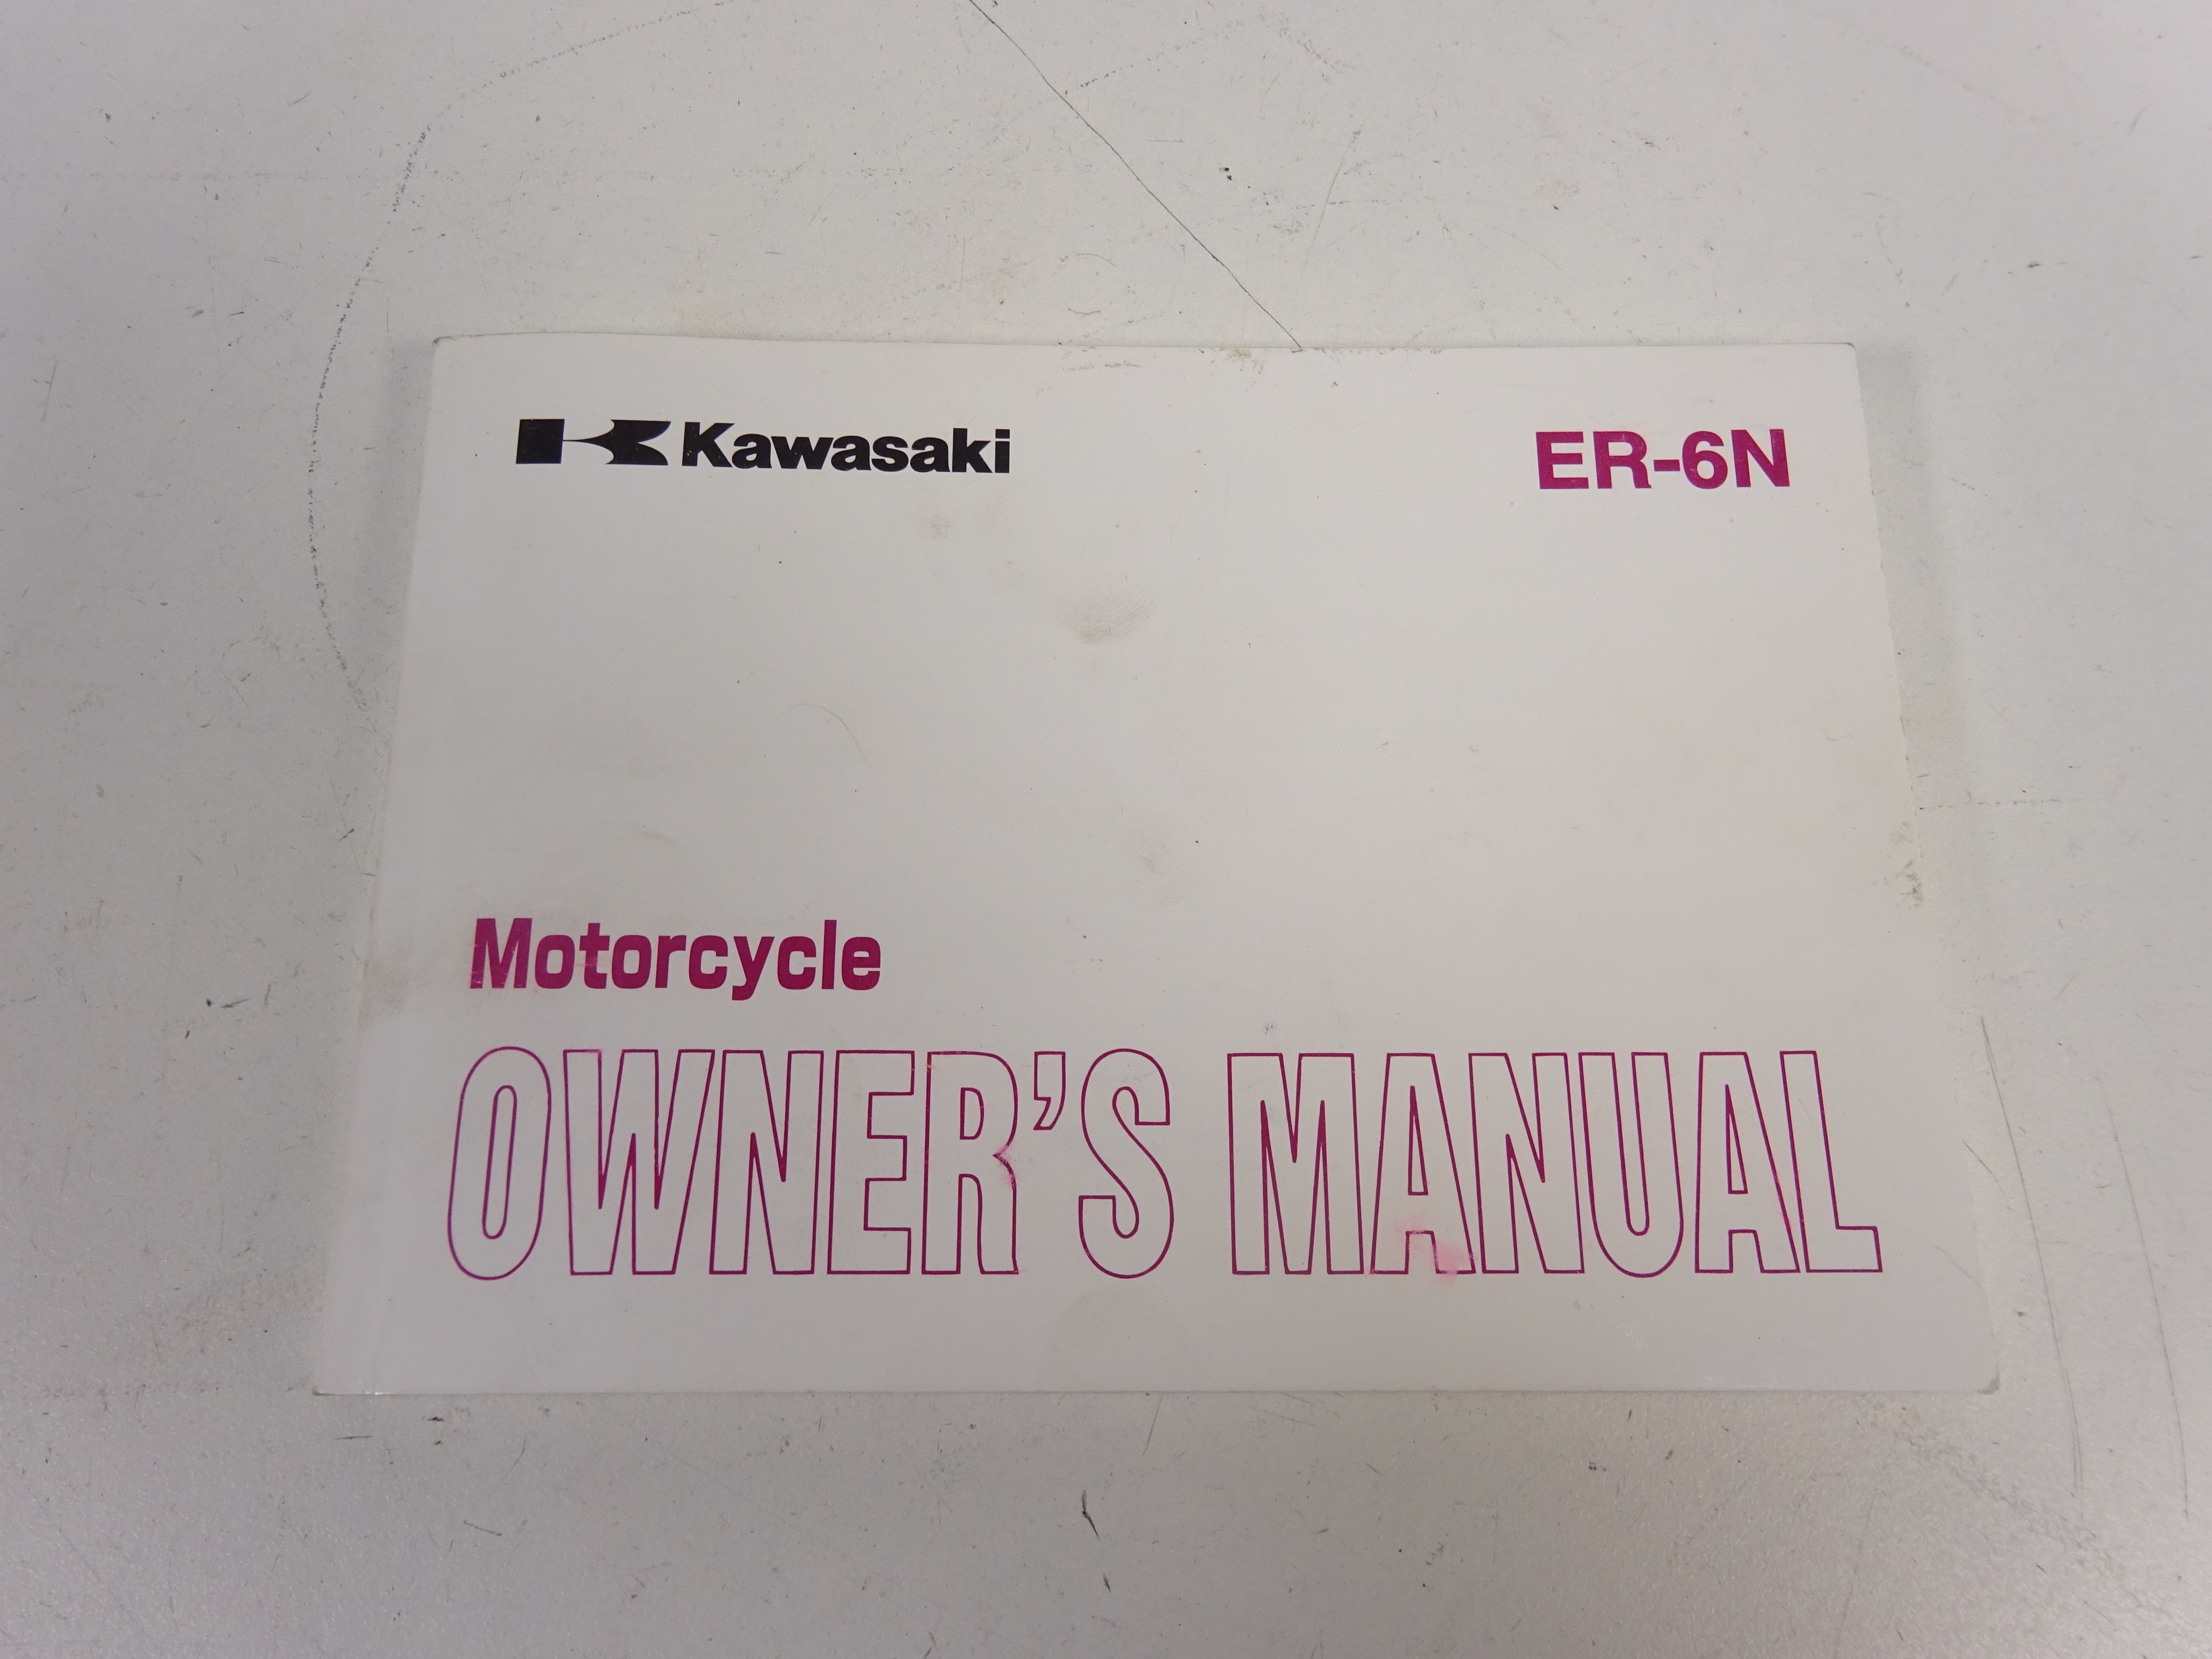 Kawasaki
ER-6N
Motorcycle
OWNER'S MANUAL